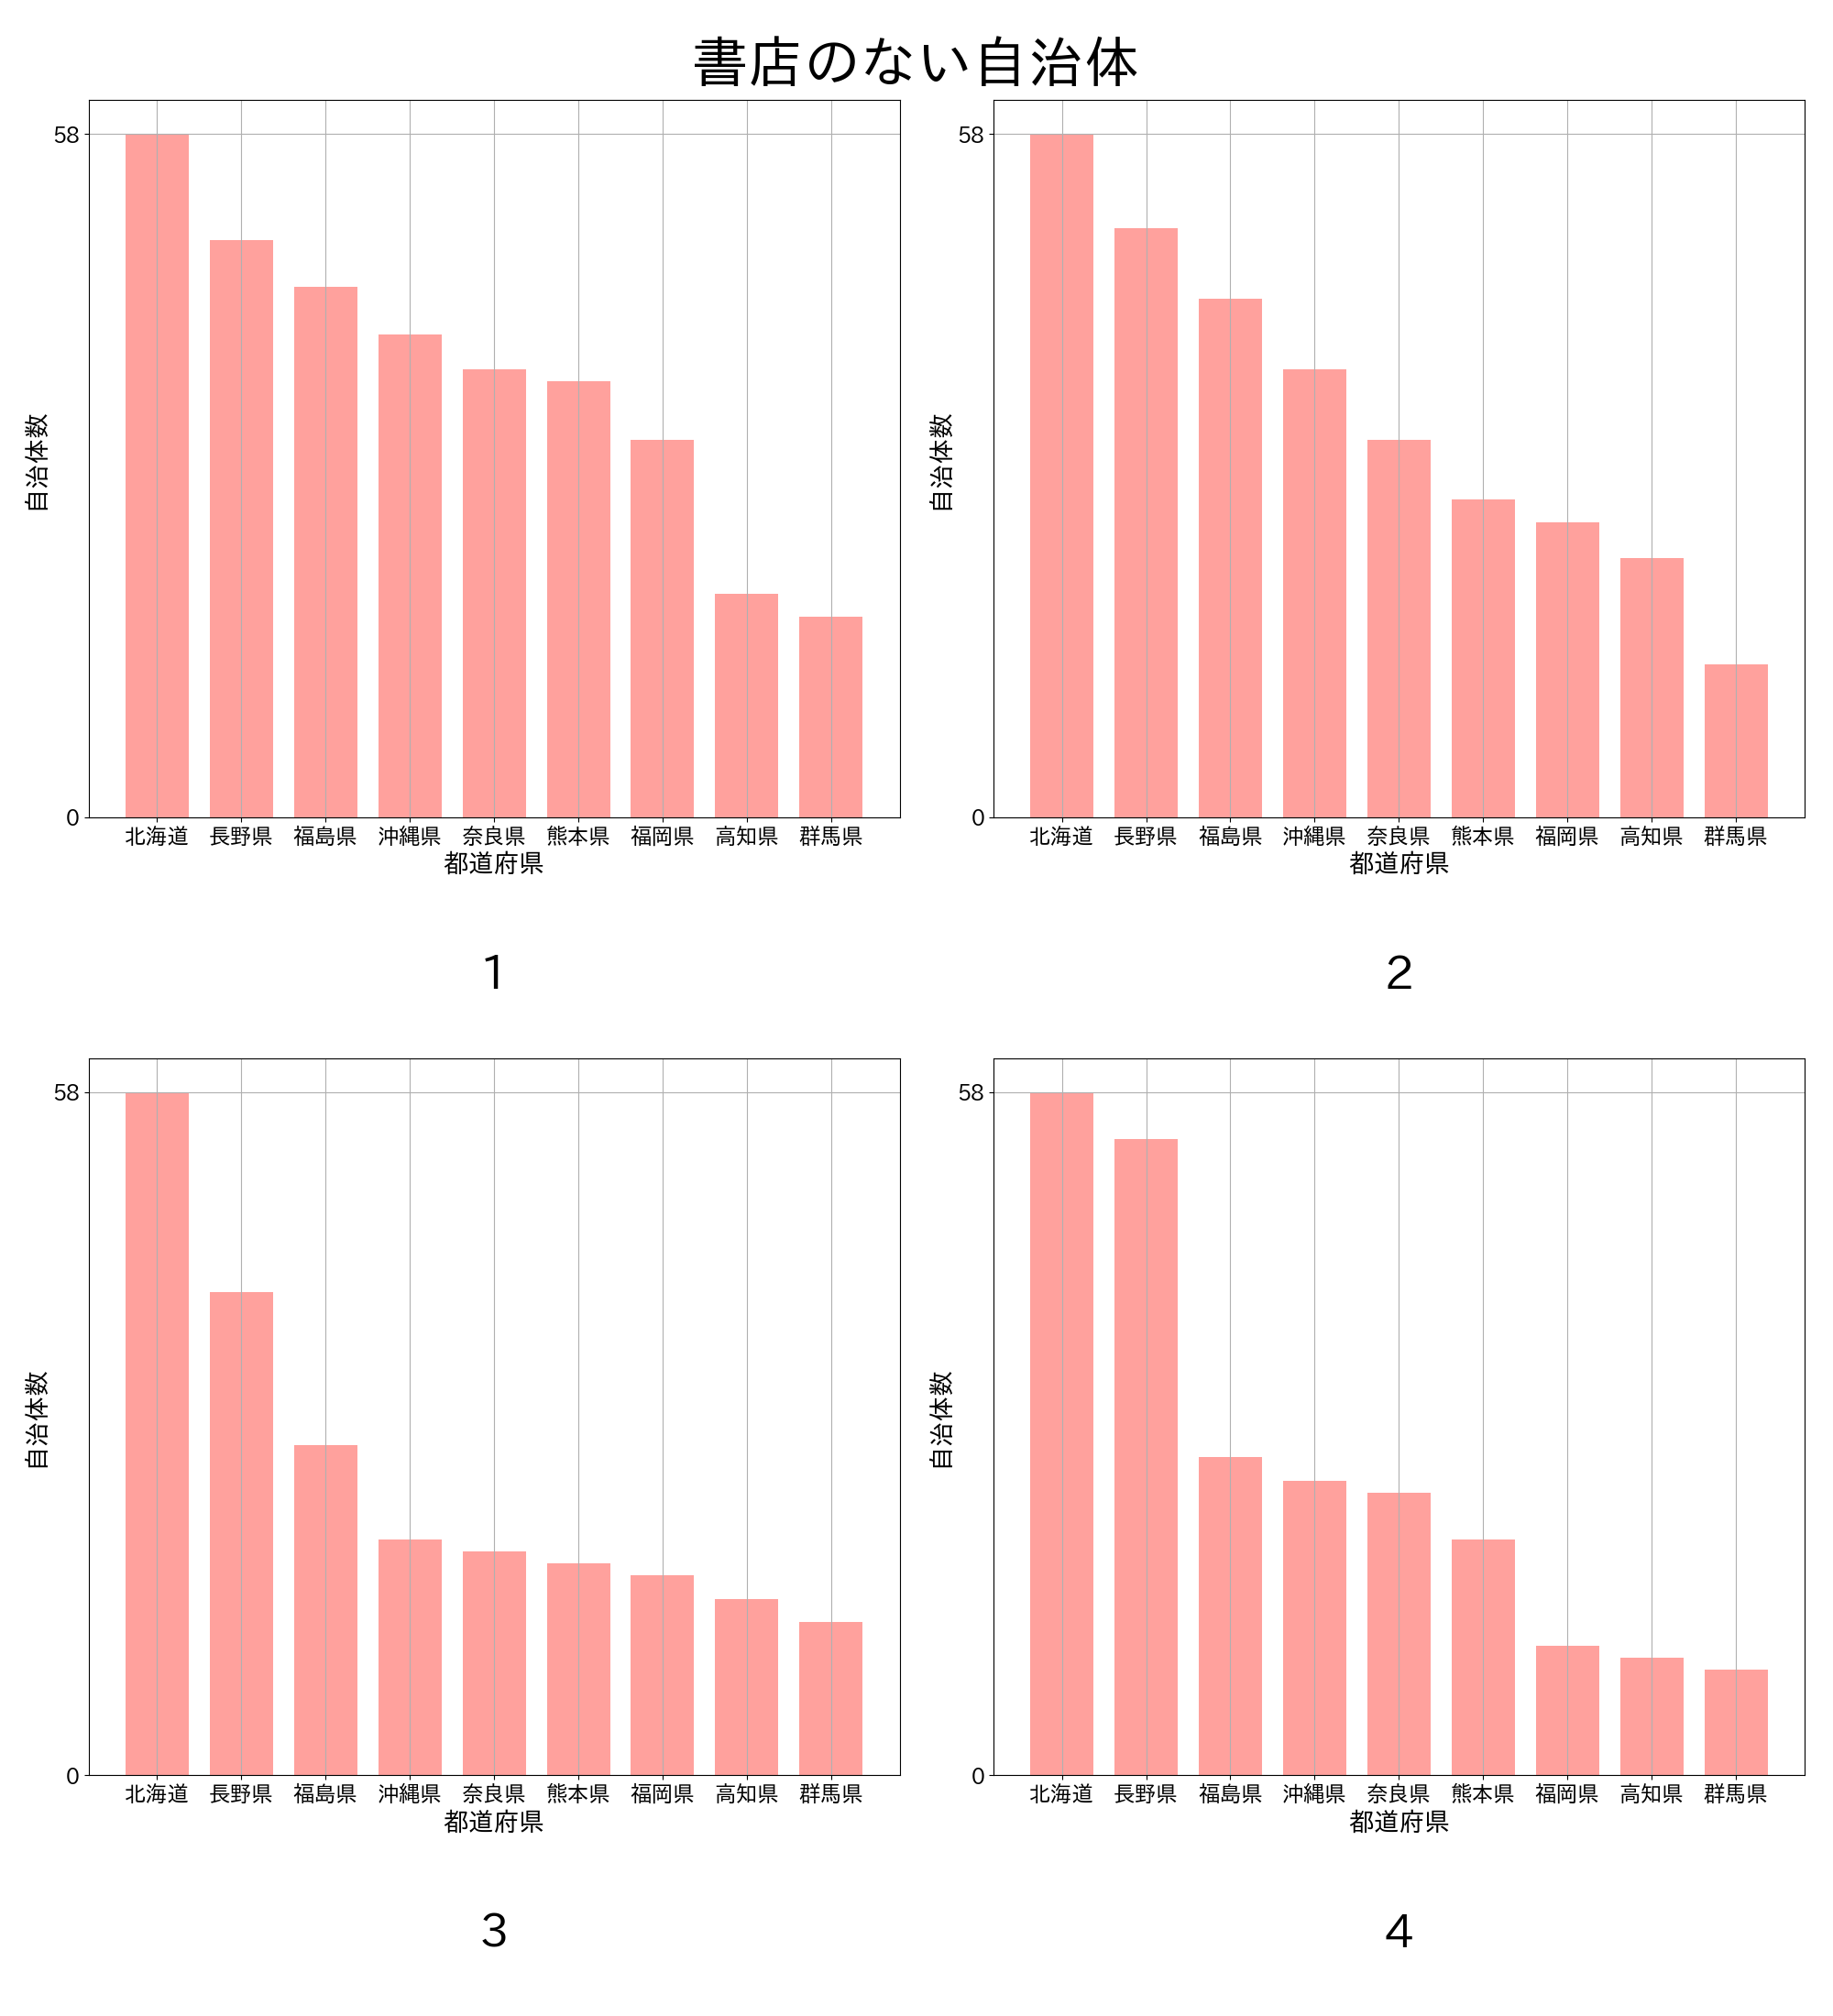 書店のない自治体
58
0
自治体数
北海道 長野県 福島県 沖縄県 奈良県 熊本県 福岡県 高知県 群馬県
都道府県
1
58
0
自治体数
北海道 長野県 福島県 沖縄県 奈良県 熊本県 福岡県 高知県 群馬県
都道府県
2
58
0
自治体数
北海道 長野県 福島県 沖縄県 奈良県 熊本県 福岡県 高知県 群馬県
都道府県
3
58
0
自治体数
北海道 長野県 福島県 沖縄県 奈良県 熊本県 福岡県 高知県 群馬県
都道府県
4